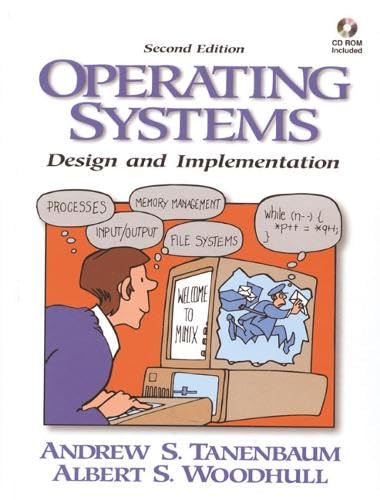 Second Edition
CD ROM
Included
OPERATING
SYSTEMS
Design and Implementation
PROCESSES
MEMORY MANAGEMENT
INPUT/OUTPUT
FILE SYSTEMS
while (n--) {
*p++ = *q++;
}
WELCOME
TO
MINIX
ANDREW S. TANENBAUM
ALBERT S. WOODHULL